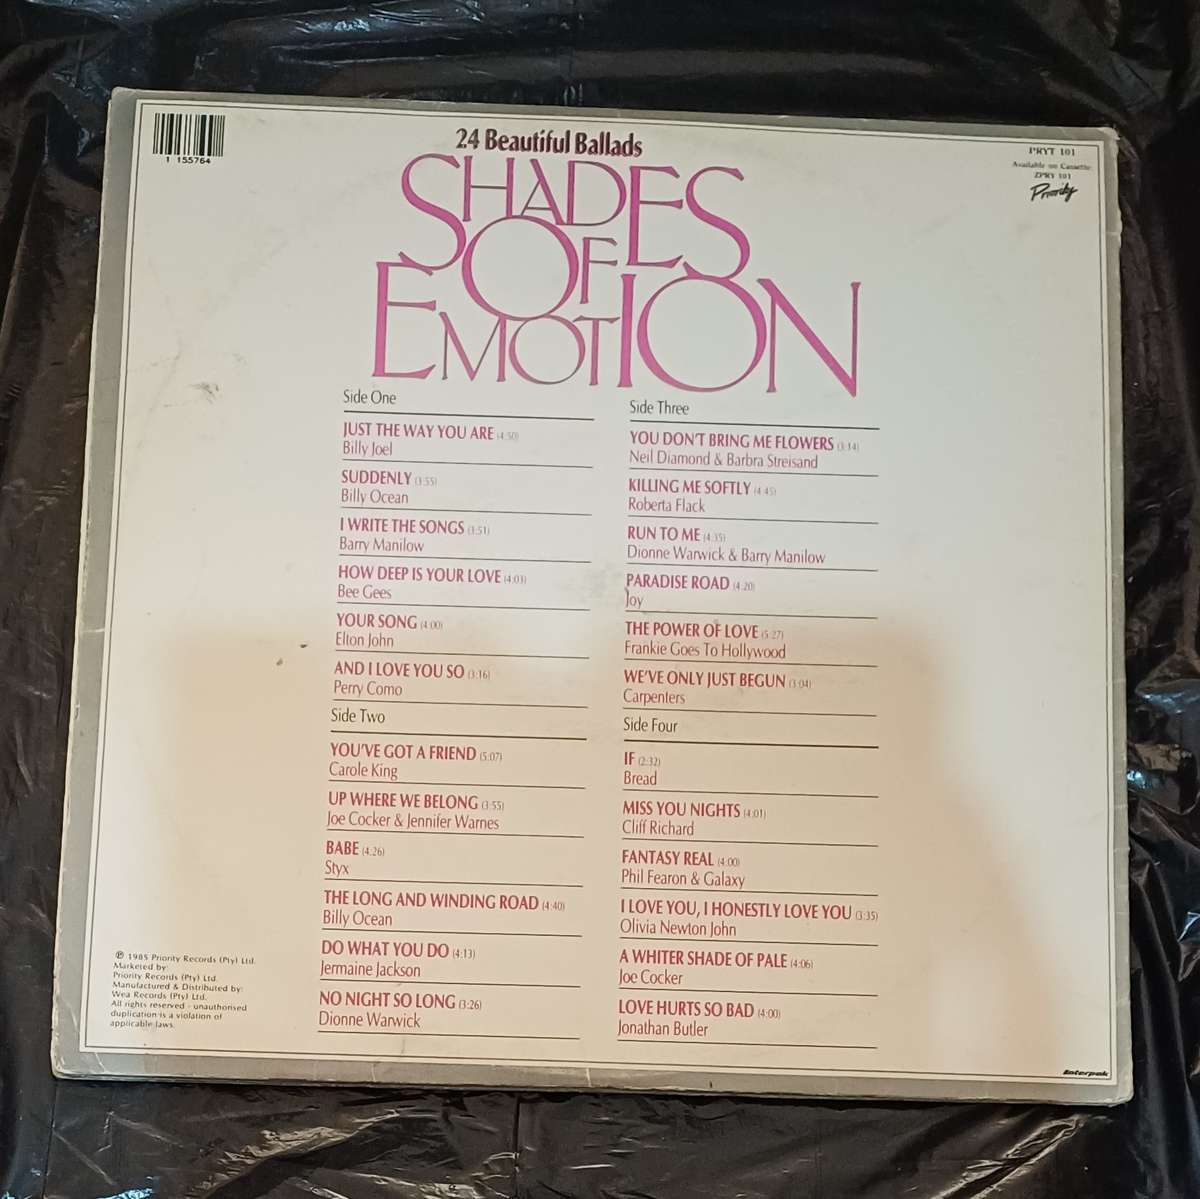 1 155764
24 Beautiful Ballads
SHADES
OF
EMOTION
PRYT 101
Available on Cassette
ZPRY 101
Priority
Side One
JUST THE WAY YOU ARE (4:50)
Billy Joel
SUDDENLY (3:55)
Billy Ocean
I WRITE THE SONGS (3:51)
Barry Manilow
HOW DEEP IS YOUR LOVE (4:03)
Bee Gees
YOUR SONG (4:00)
Elton John
AND I LOVE YOU SO (3:16)
Perry Como
Side Two
YOU'VE GOT A FRIEND (5:07)
Carole King
UP WHERE WE BELONG (3:55)
Joe Cocker & Jennifer Warnes
BABE (4:26)
Styx
THE LONG AND WINDING ROAD (4:40)
Billy Ocean
DO WHAT YOU DO (4:13)
Jermaine Jackson
NO NIGHT SO LONG (3:26)
Dionne Warwick
Side Three
YOU DON'T BRING ME FLOWERS (3:14)
Neil Diamond & Barbra Streisand
KILLING ME SOFTLY (4:45)
Roberta Flack
RUN TO ME (4:35)
Dionne Warwick & Barry Manilow
PARADISE ROAD (4:20)
Joy
THE POWER OF LOVE (5:27)
Frankie Goes To Hollywood
WE'VE ONLY JUST BEGUN (3:04)
Carpenters
Side Four
IF (2:32)
Bread
MISS YOU NIGHTS (4:01)
Cliff Richard
FANTASY REAL (4:00)
Phil Fearon & Galaxy
I LOVE YOU, I HONESTLY LOVE YOU (3:35)
Olivia Newton John
A WHITER SHADE OF PALE (4:06)
Joe Cocker
LOVE HURTS SO BAD (4:00)
Jonathan Butler
℗ 1985 Priority Records (Pty) Ltd.
Marketed by:
Priority Records (Pty) Ltd.
Manufactured & Distributed by:
Wea Records (Pty) Ltd.
All rights reserved - unauthorised
duplication is a violation of
applicable laws.
Interpak